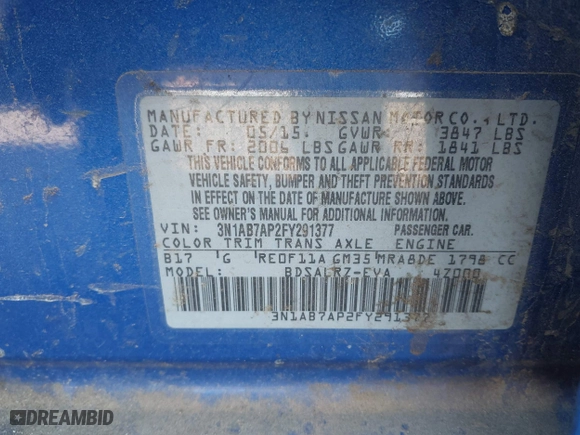 MANUFACTURED BY NISSAN MOTOR CO., LTD.
DATE 05/15 GVWR 3847 LBS
GAWR FR: 2006 LBS GAWR RR: 1841 LBS
THIS VEHICLE CONFORMS TO ALL APPLICABLE FEDERAL MOTOR
VEHICLE SAFETY, BUMPER AND THEFT PREVENTION STANDARDS
IN EFFECT ON THE DATE OF MANUFACTURE SHOWN ABOVE.
SEE OWNER'S MANUAL FOR ADDITIONAL INFORMATION.
VIN: 3N1AB7AP2FY291377 PASSENGER CAR.
COLOR TRIM TRANS AXLE ENGINE
B17 G RE0F11A GM35 MRA8DE 1798 CC
MODEL BDSALRZ-EVA 47000
3N1AB7AP2FY291377
DREAMBID